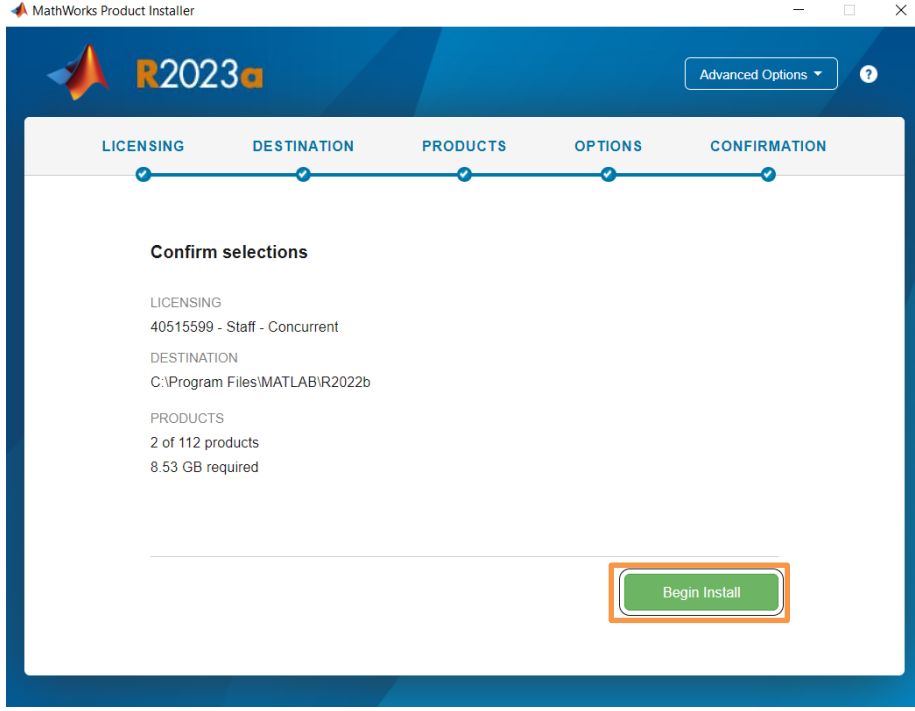 MathWorks Product Installer
R2023a
Advanced Options
?
LICENSING
DESTINATION
PRODUCTS
OPTIONS
CONFIRMATION
Confirm selections
LICENSING
40515599 - Staff - Concurrent
DESTINATION
C:\Program Files\MATLAB\R2022b
PRODUCTS
2 of 112 products
8.53 GB required
Begin Install